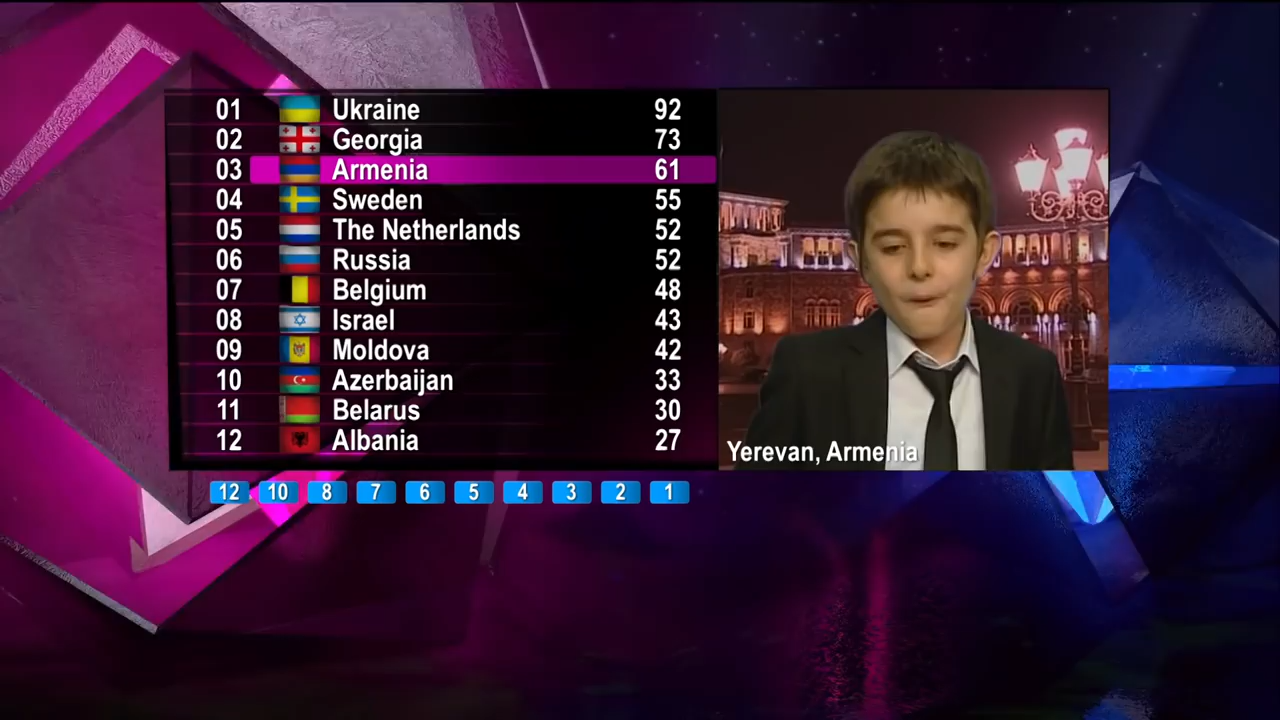 01 Ukraine 92
02 Georgia 73
03 Armenia 61
04 Sweden 55
05 The Netherlands 52
06 Russia 52
07 Belgium 48
08 Israel 43
09 Moldova 42
10 Azerbaijan 33
11 Belarus 30
12 Albania 27
Yerevan, Armenia
12 10 8 7 6 5 4 3 2 1